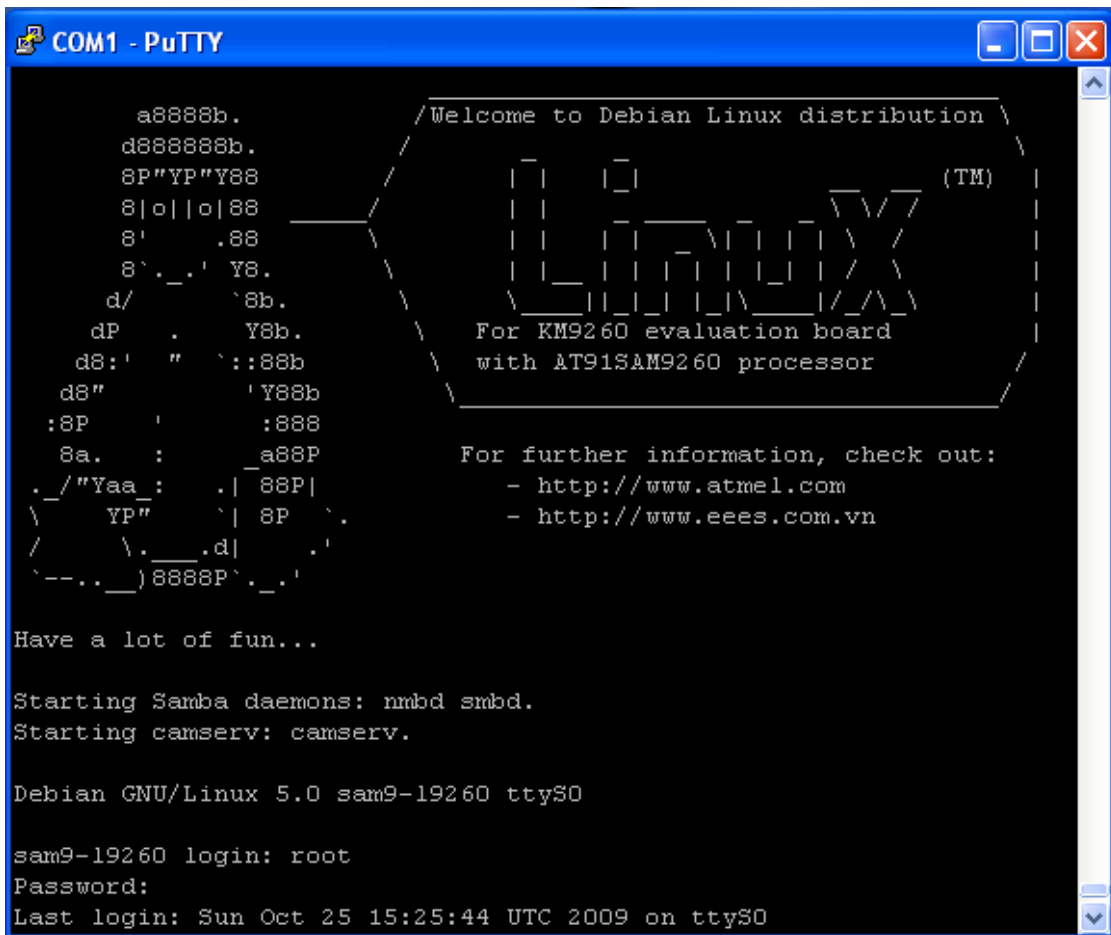 COM1 - PuTTY
Welcome to Debian Linux distribution
Linux (TM)
For KM9260 evaluation board
with AT91SAM9260 processor
For further information, check out:
- http://www.atmel.com
- http://www.eees.com.vn
Have a lot of fun...
Starting Samba daemons: nmbd smbd.
Starting camserv: camserv.
Debian GNU/Linux 5.0 sam9-l9260 ttyS0
sam9-l9260 login: root
Password:
Last login: Sun Oct 25 15:25:44 UTC 2009 on ttyS0